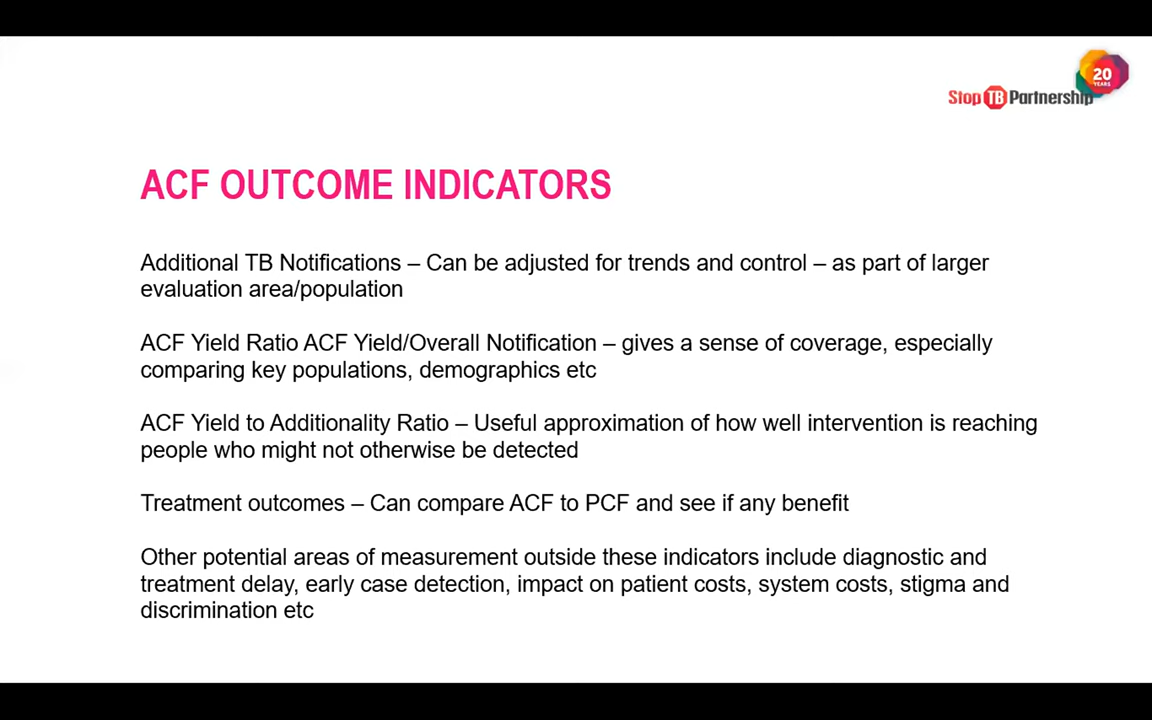 20
YEARS
Stop TB Partnership
ACF OUTCOME INDICATORS
Additional TB Notifications – Can be adjusted for trends and control – as part of larger
evaluation area/population
ACF Yield Ratio ACF Yield/Overall Notification – gives a sense of coverage, especially
comparing key populations, demographics etc
ACF Yield to Additionality Ratio – Useful approximation of how well intervention is reaching
people who might not otherwise be detected
Treatment outcomes – Can compare ACF to PCF and see if any benefit
Other potential areas of measurement outside these indicators include diagnostic and
treatment delay, early case detection, impact on patient costs, system costs, stigma and
discrimination etc